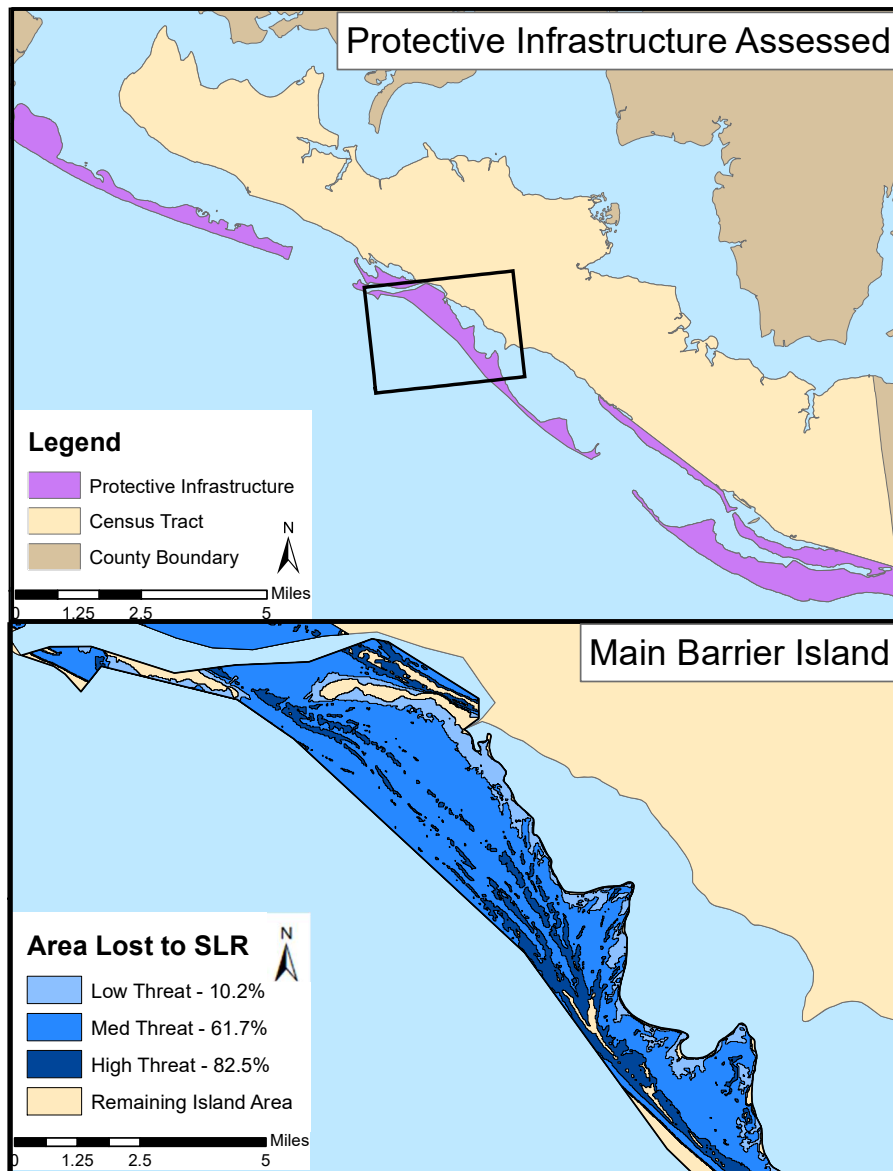 Protective Infrastructure Assessed
Legend
Protective Infrastructure
Census Tract
County Boundary
N
Miles
0 1.25 2.5 5
Main Barrier Island
Area Lost to SLR
N
Low Threat - 10.2%
Med Threat - 61.7%
High Threat - 82.5%
Remaining Island Area
Miles
0 1.25 2.5 5